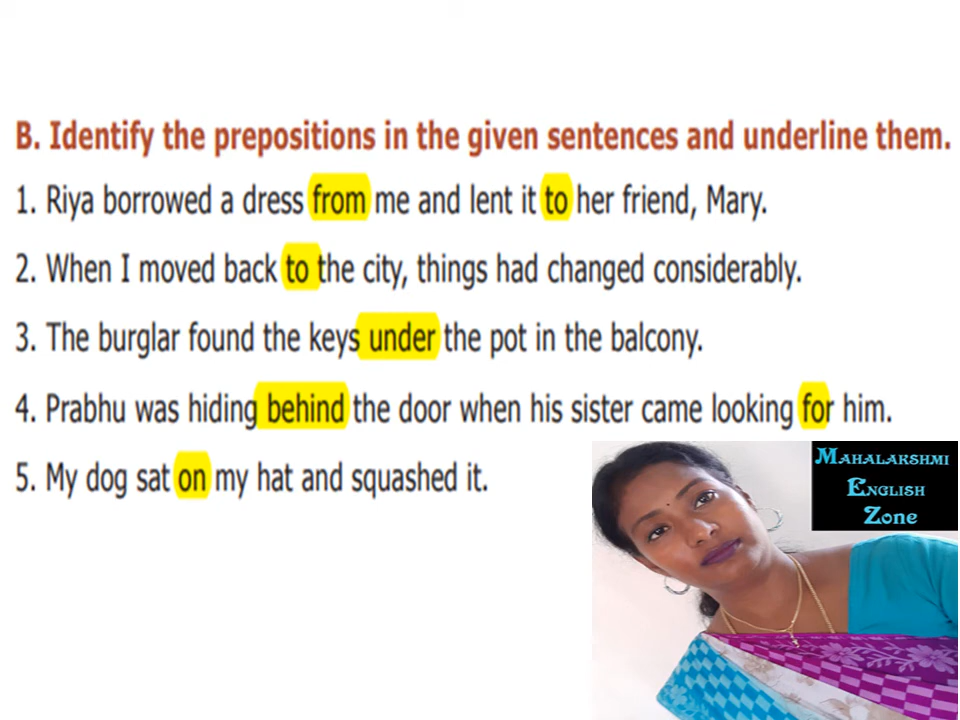 B. Identify the prepositions in the given sentences and underline them.
1. Riya borrowed a dress from me and lent it to her friend, Mary.
2. When I moved back to the city, things had changed considerably.
3. The burglar found the keys under the pot in the balcony.
4. Prabhu was hiding behind the door when his sister came looking for him.
5. My dog sat on my hat and squashed it.
MAHALAKSHMI
ENGLISH
ZONE